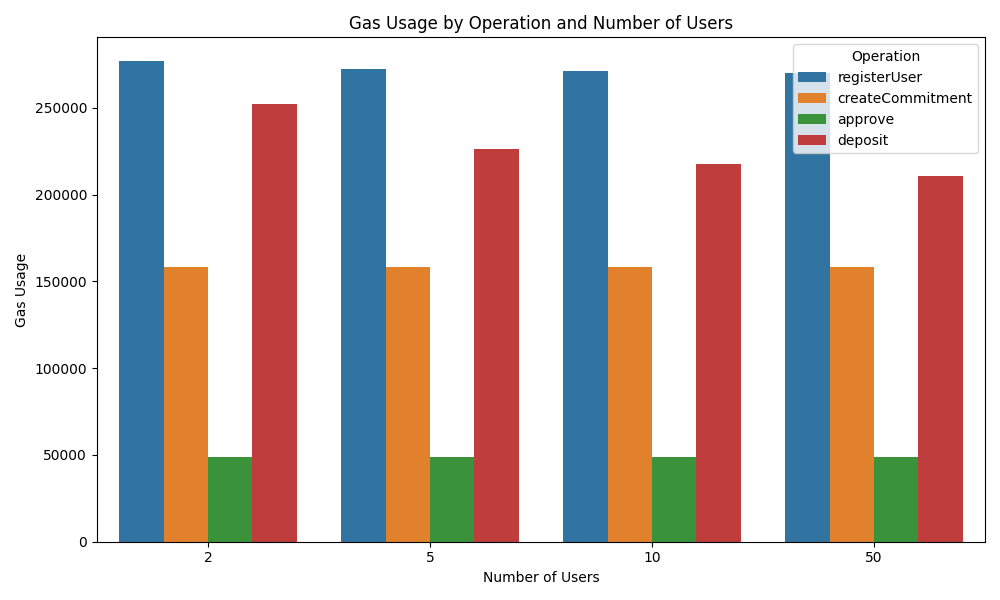 Gas Usage by Operation and Number of Users
Operation
registerUser
createCommitment
approve
deposit
Gas Usage
250000
200000
150000
100000
50000
0
2 5 10 50
Number of Users